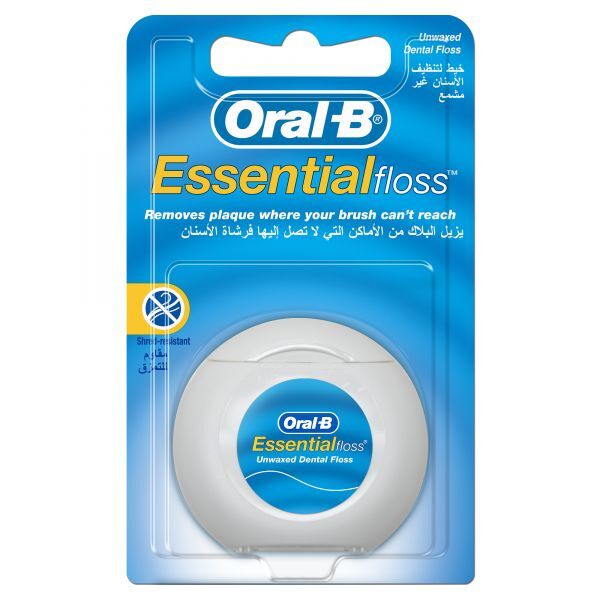 Unwaxed
Dental Floss
خيط لتنظيف
الأسنان غير
مشمع
Oral-B®
Essentialfloss™
Removes plaque where your brush can't reach
يزيل البلاك من الأماكن التي لا تصل إليها فرشاة الأسنان
Shred-resistant
مقاوم
للتمزق
Oral-B
Essentialfloss®
Unwaxed Dental Floss